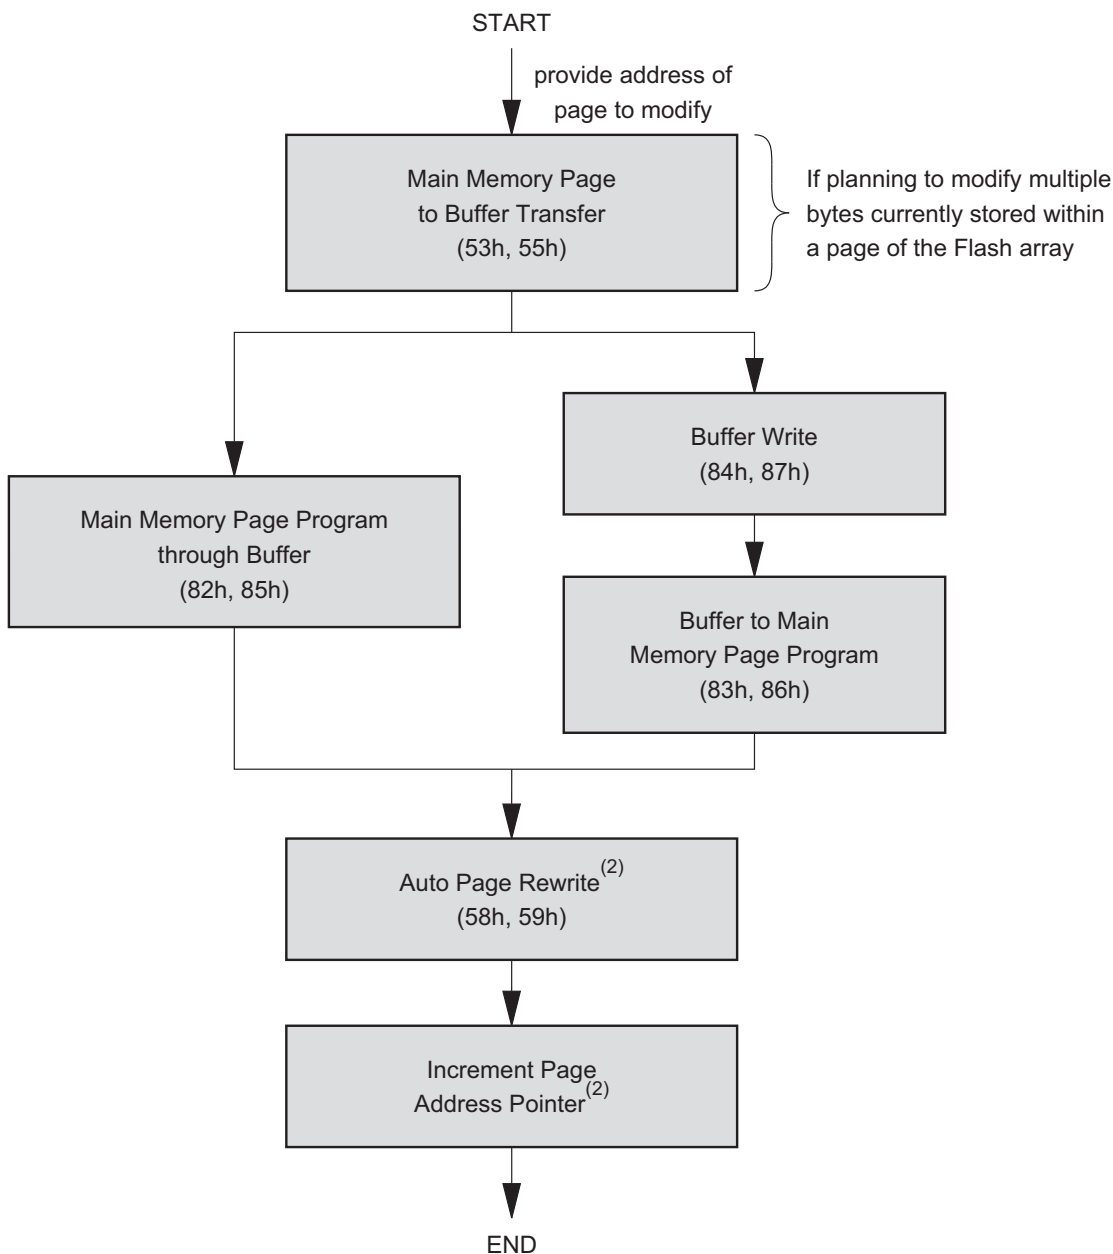 START
provide address of
page to modify
Main Memory Page
to Buffer Transfer
(53h, 55h)
If planning to modify multiple
bytes currently stored within
a page of the Flash array
Main Memory Page Program
through Buffer
(82h, 85h)
Buffer Write
(84h, 87h)
Buffer to Main
Memory Page Program
(83h, 86h)
Auto Page Rewrite(2)
(58h, 59h)
Increment Page
Address Pointer(2)
END